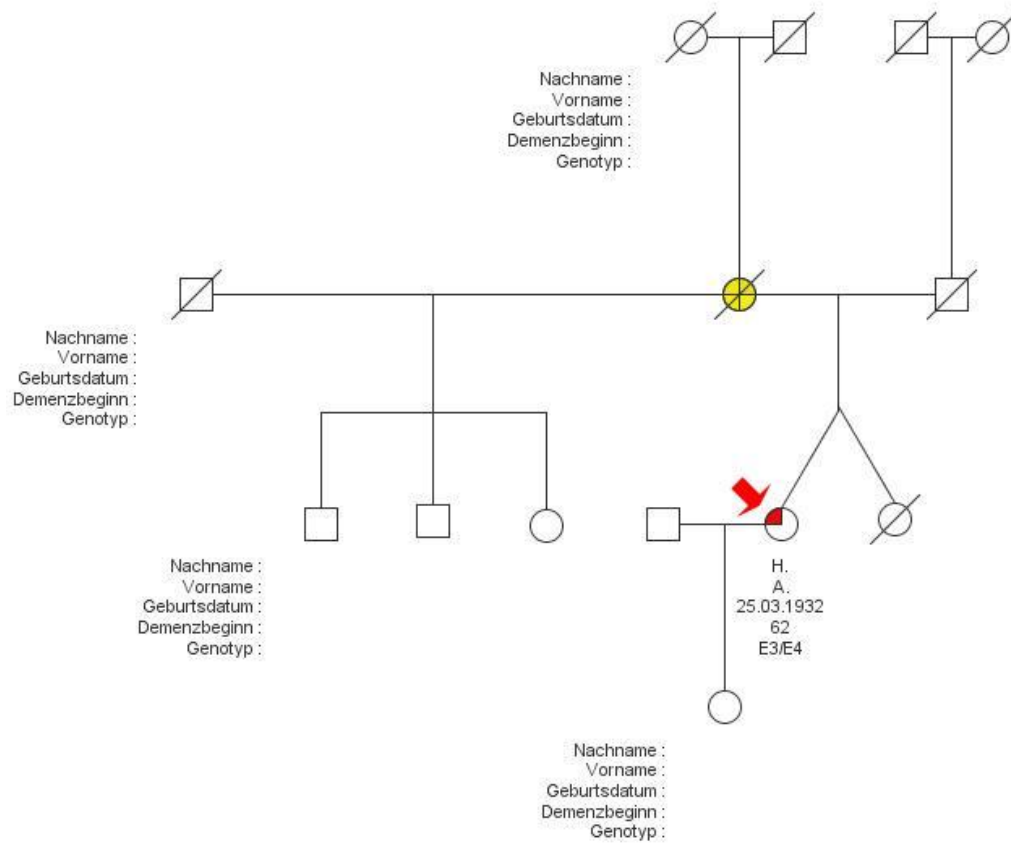 Nachname :
Vorname :
Geburtsdatum :
Demenzbeginn :
Genotyp :
Nachname :
Vorname :
Geburtsdatum :
Demenzbeginn :
Genotyp :
Nachname :
Vorname :
Geburtsdatum :
Demenzbeginn :
Genotyp :
H.
A.
25.03.1932
62
E3/E4
Nachname :
Vorname :
Geburtsdatum :
Demenzbeginn :
Genotyp :